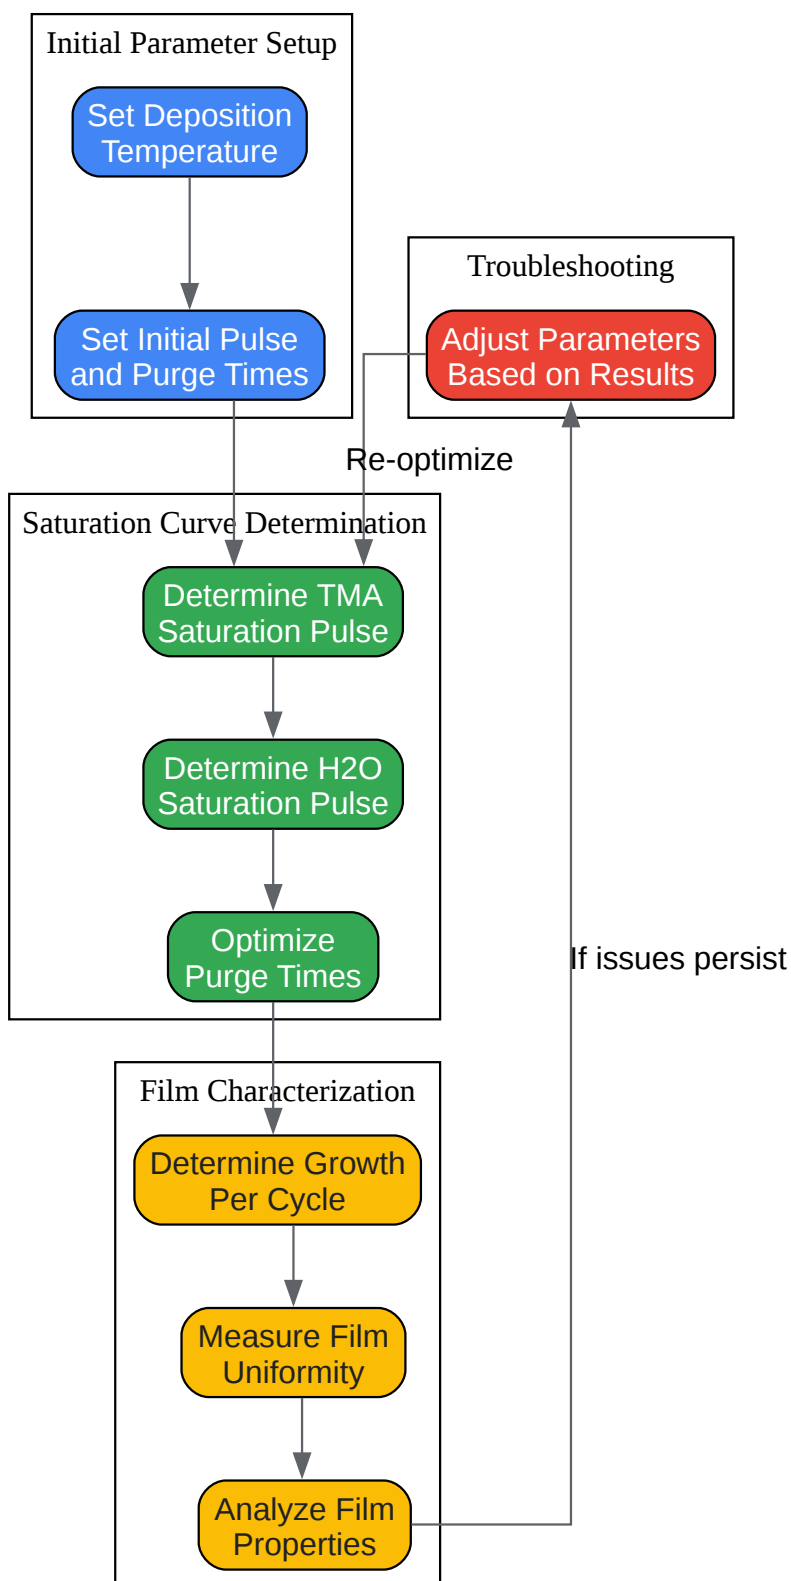 Initial Parameter Setup
Set Deposition
Temperature
Set Initial Pulse
and Purge Times
Troubleshooting
Adjust Parameters
Based on Results
Re-optimize
Saturation Curve Determination
Determine TMA
Saturation Pulse
Determine H2O
Saturation Pulse
Optimize
Purge Times
If issues persist
Film Characterization
Determine Growth
Per Cycle
Measure Film
Uniformity
Analyze Film
Properties